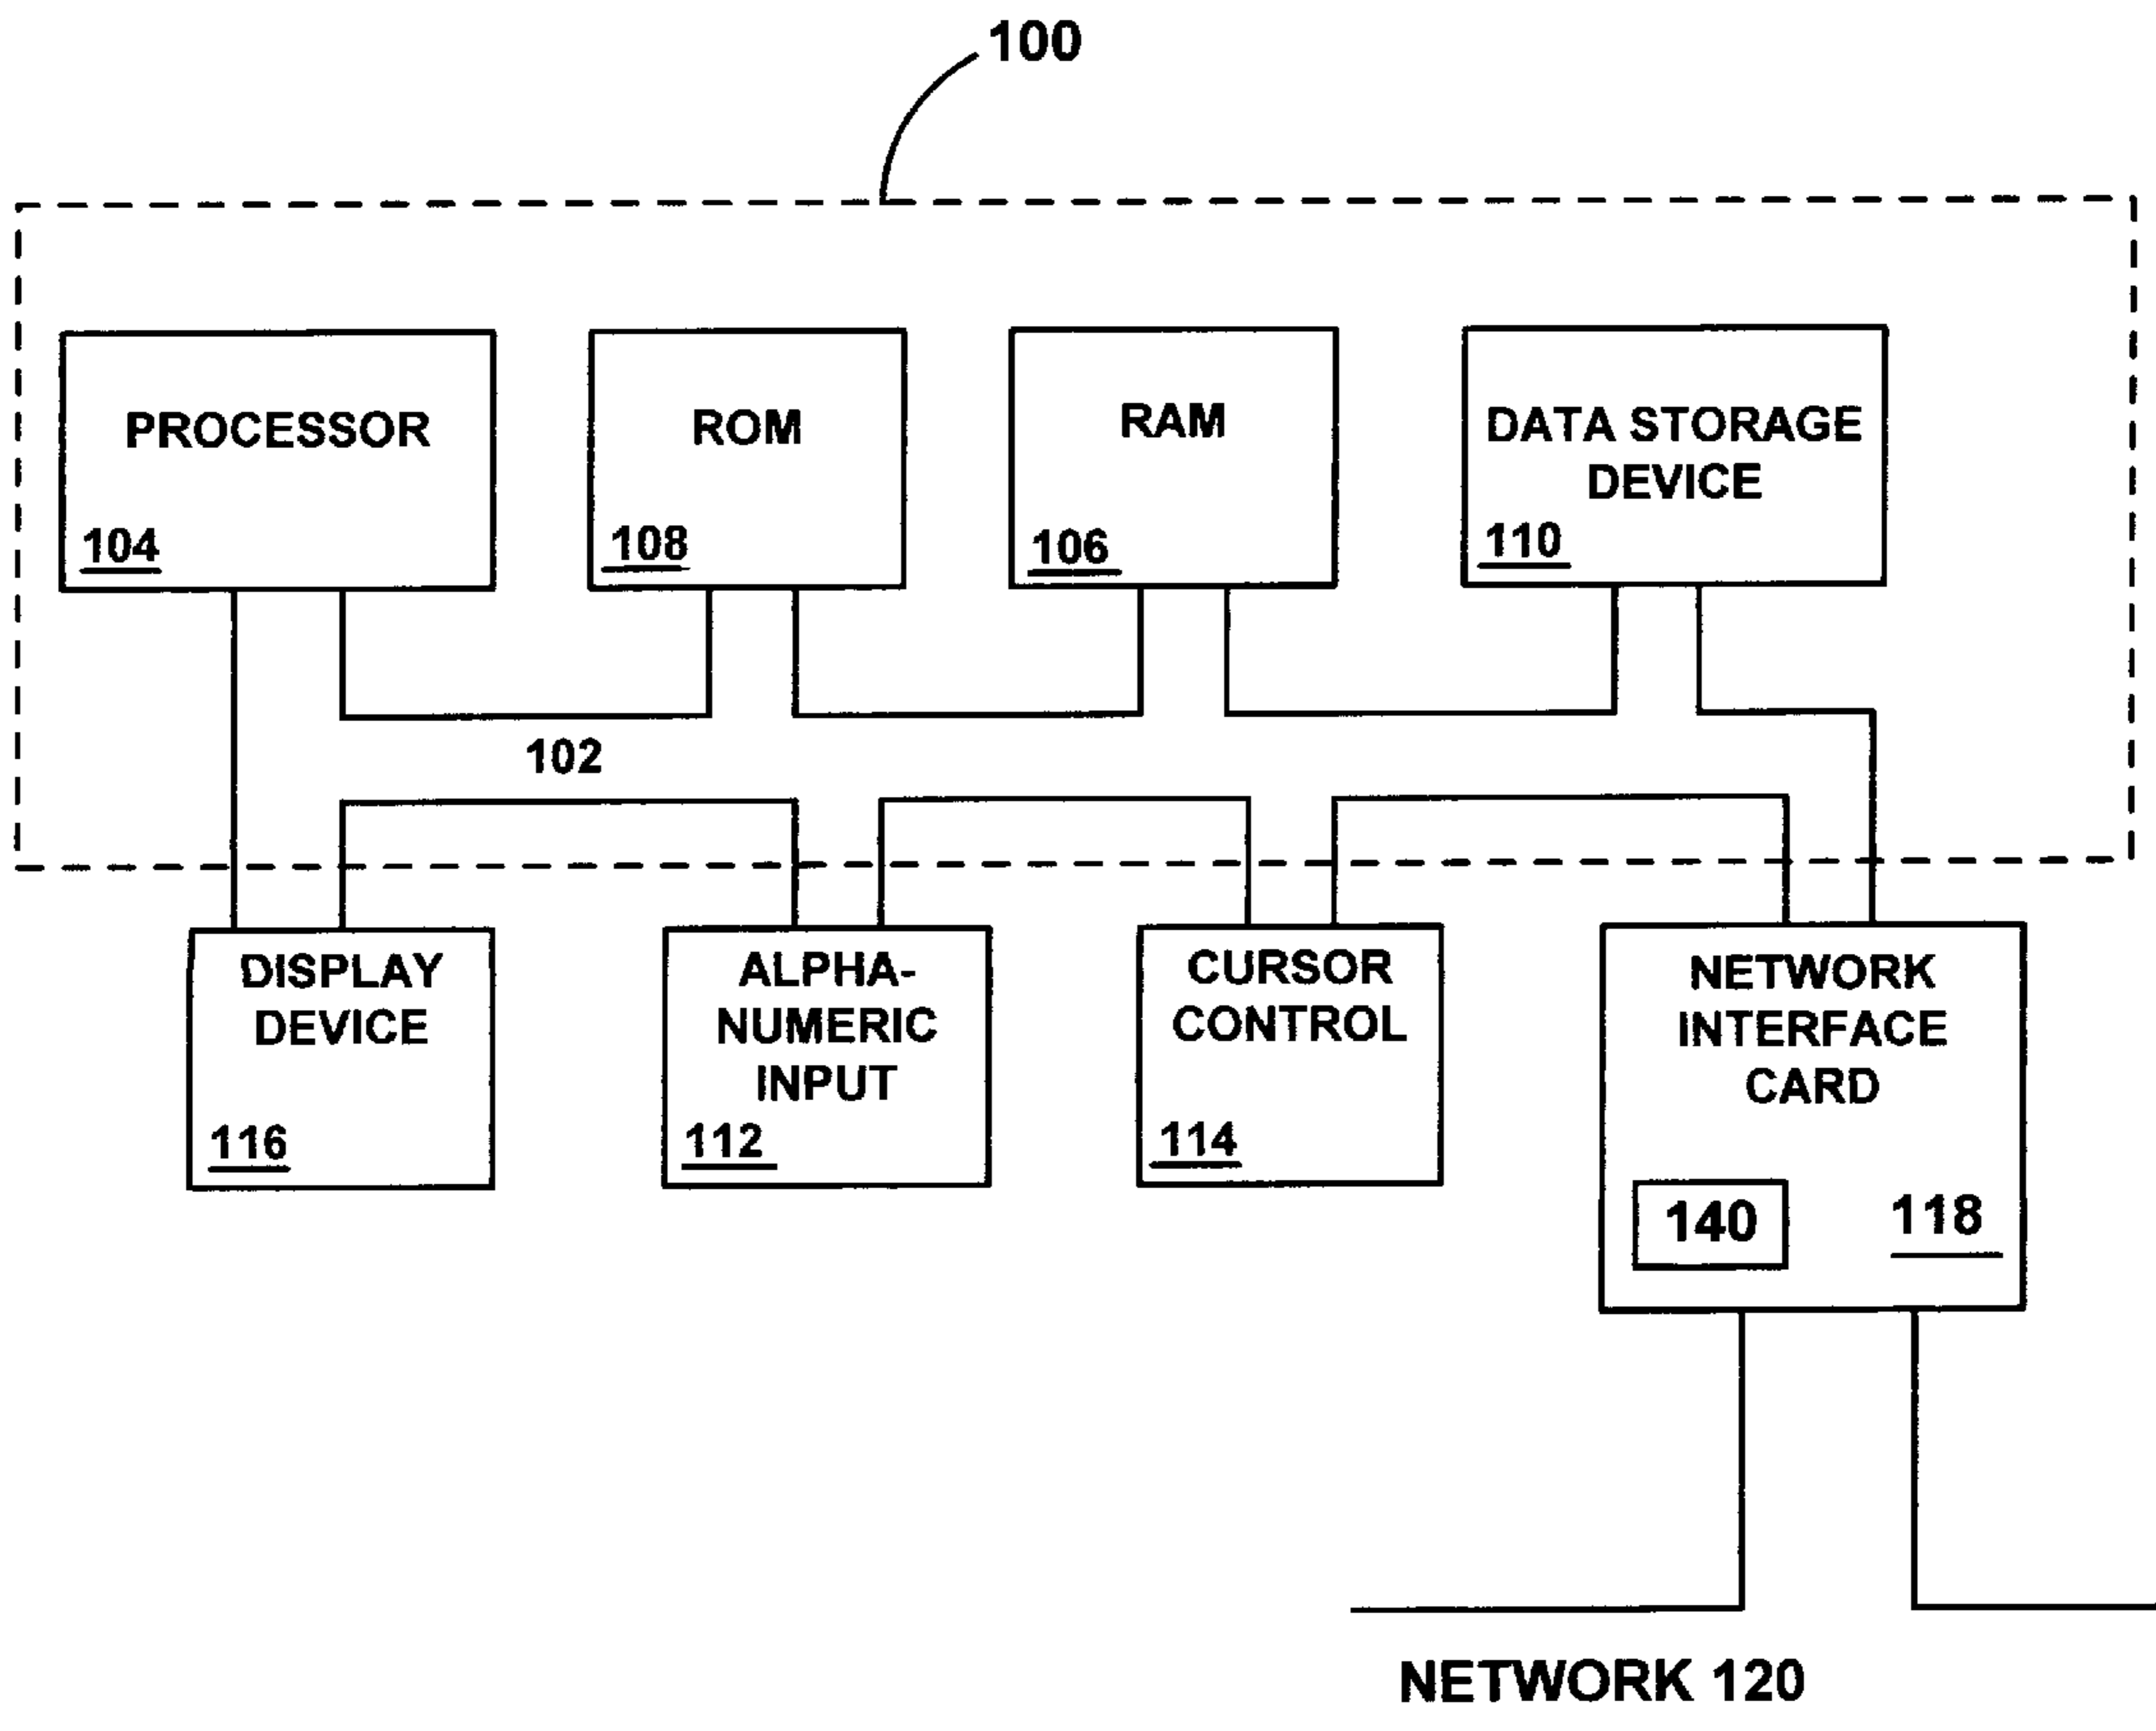 100
PROCESSOR
104
ROM
108
RAM
106
DATA STORAGE
DEVICE
110
102
DISPLAY
DEVICE
116
ALPHA-
NUMERIC
INPUT
112
CURSOR
CONTROL
114
NETWORK
INTERFACE
CARD
140
118
NETWORK 120